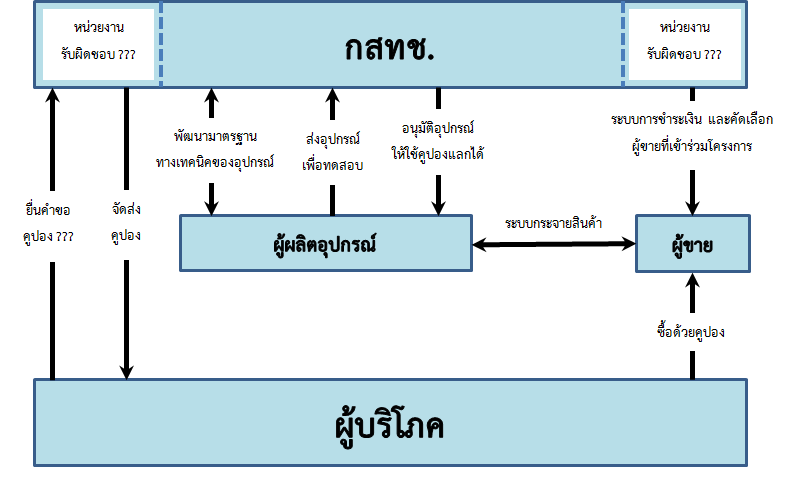 หน่วยงาน
รับผิดชอบ ???
กสทช.
หน่วยงาน
รับผิดชอบ ???
พัฒนามาตรฐาน
ทางเทคนิคของอุปกรณ์
ส่งอุปกรณ์
เพื่อทดสอบ
อนุมัติอุปกรณ์
ให้ใช้คูปองแลกได้
ระบบการชำระเงิน และคัดเลือก
ผู้ขายที่เข้าร่วมโครงการ
ยื่นคำขอ
คูปอง ???
จัดส่ง
คูปอง
ผู้ผลิตอุปกรณ์
ระบบกระจายสินค้า
ผู้ขาย
ซื้อด้วยคูปอง
ผู้บริโภค